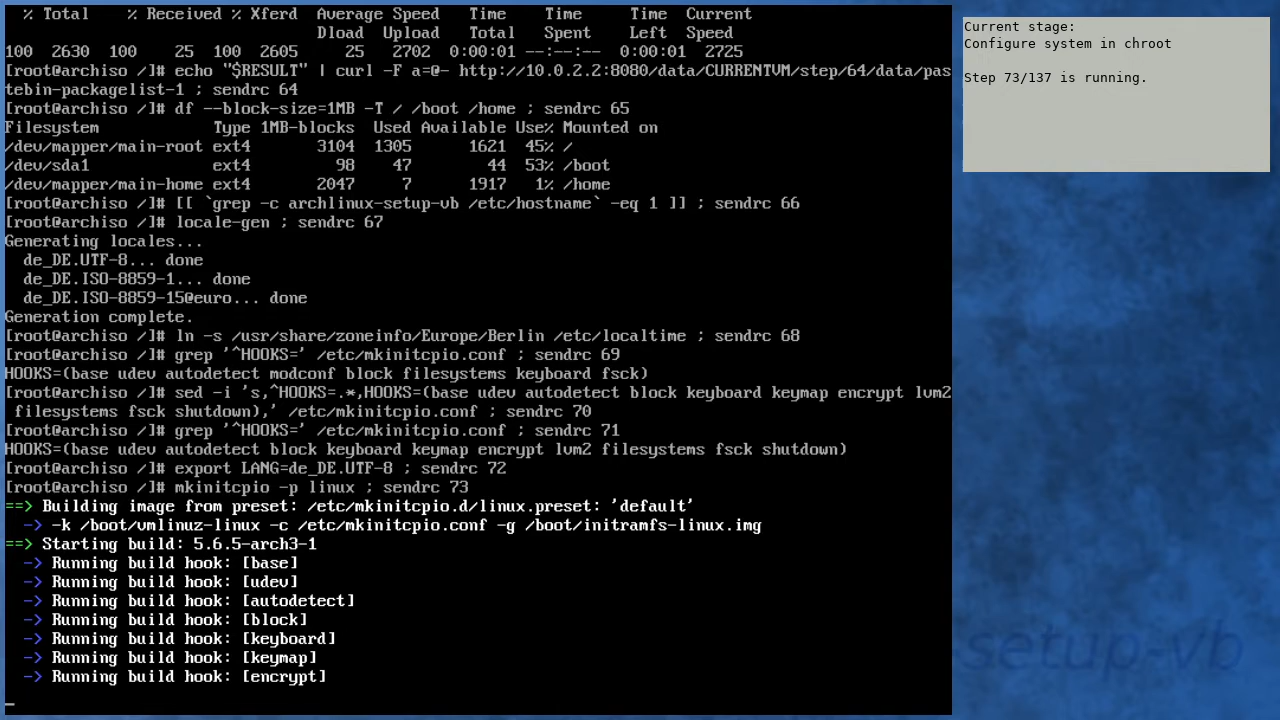 % Total    % Received % Xferd  Average Speed   Time    Time     Time  Current
                                 Dload  Upload   Total   Spent    Left  Speed
100  2630  100    25  100  2605     25   2702  0:00:01 --:--:--  0:00:01  2725
[root@archiso /]# echo "$RESULT" | curl -F a=@- http://10.0.2.2:8080/data/CURRENTVM/step/64/data/pas
tebin-packagelist-1 ; sendrc 64
[root@archiso /]# df --block-size=1MB -T / /boot /home ; sendrc 65
Filesystem            Type 1MB-blocks  Used Available Use% Mounted on
/dev/mapper/main-root ext4       3104  1305      1621  45% /
/dev/sda1             ext4         98    47        44  53% /boot
/dev/mapper/main-home ext4       2047     7      1917   1% /home
[root@archiso /]# [[ `grep -c archlinux-setup-vb /etc/hostname` -eq 1 ]] ; sendrc 66
[root@archiso /]# locale-gen ; sendrc 67
Generating locales...
  de_DE.UTF-8... done
  de_DE.ISO-8859-1... done
  de_DE.ISO-8859-15@euro... done
Generation complete.
[root@archiso /]# ln -s /usr/share/zoneinfo/Europe/Berlin /etc/localtime ; sendrc 68
[root@archiso /]# grep '^HOOKS=' /etc/mkinitcpio.conf ; sendrc 69
HOOKS=(base udev autodetect modconf block filesystems keyboard fsck)
[root@archiso /]# sed -i 's,^HOOKS=.*,HOOKS=(base udev autodetect block keyboard keymap encrypt lvm2
 filesystems fsck shutdown),' /etc/mkinitcpio.conf ; sendrc 70
[root@archiso /]# grep '^HOOKS=' /etc/mkinitcpio.conf ; sendrc 71
HOOKS=(base udev autodetect block keyboard keymap encrypt lvm2 filesystems fsck shutdown)
[root@archiso /]# export LANG=de_DE.UTF-8 ; sendrc 72
[root@archiso /]# mkinitcpio -p linux ; sendrc 73
==> Building image from preset: /etc/mkinitcpio.d/linux.preset: 'default'
  -> -k /boot/vmlinuz-linux -c /etc/mkinitcpio.conf -g /boot/initramfs-linux.img
==> Starting build: 5.6.5-arch3-1
  -> Running build hook: [base]
  -> Running build hook: [udev]
  -> Running build hook: [autodetect]
  -> Running build hook: [block]
  -> Running build hook: [keyboard]
  -> Running build hook: [keymap]
  -> Running build hook: [encrypt]
Current stage:
Configure system in chroot
Step 73/137 is running.
setup-vb